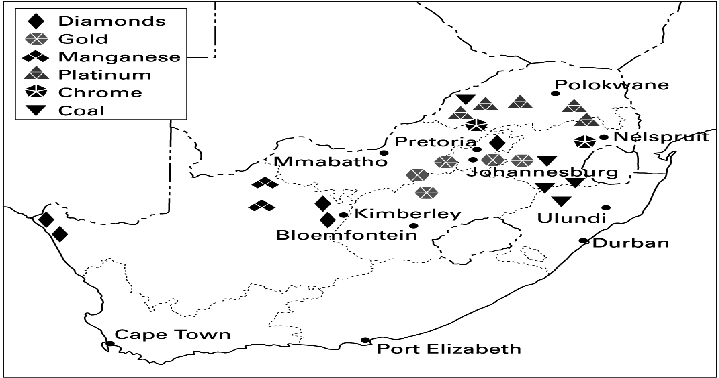 Diamonds
Gold
Manganese
Platinum
Chrome
Coal
Polokwane
Pretoria
Nelspruit
Mmabatho
Johannesburg
Kimberley
Ulundi
Bloemfontein
Durban
Cape Town
Port Elizabeth